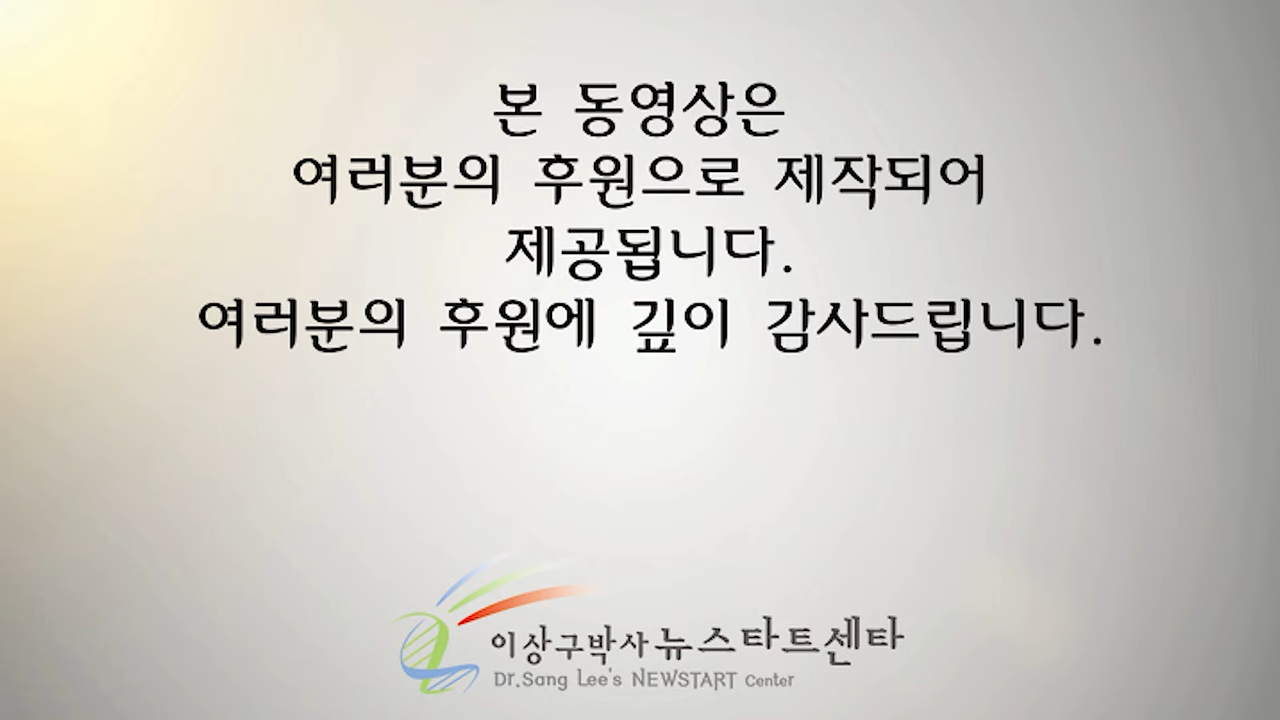 본 동영상은
여러분의 후원으로 제작되어
제공됩니다.
여러분의 후원에 깊이 감사드립니다.
이상구박사 뉴스타트센타
Dr.Sang Lee's NEWSTART Center